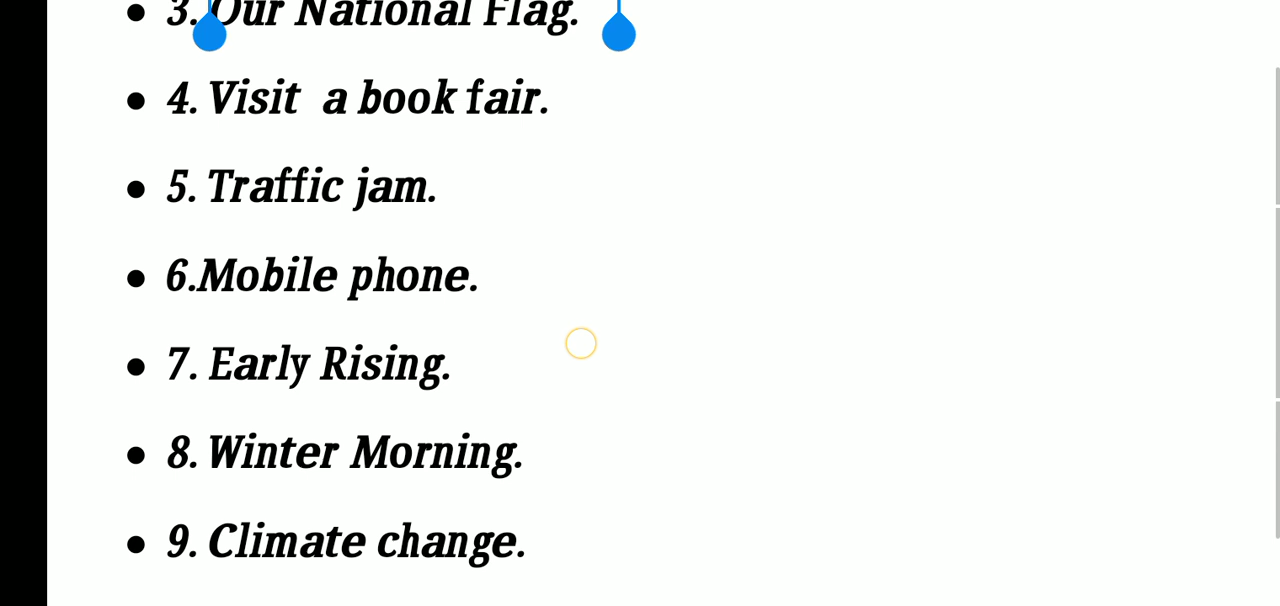 • 3. Our National Flag.
• 4. Visit a book fair.
• 5. Traffic jam.
• 6.Mobile phone.
• 7. Early Rising.
• 8. Winter Morning.
• 9. Climate change.